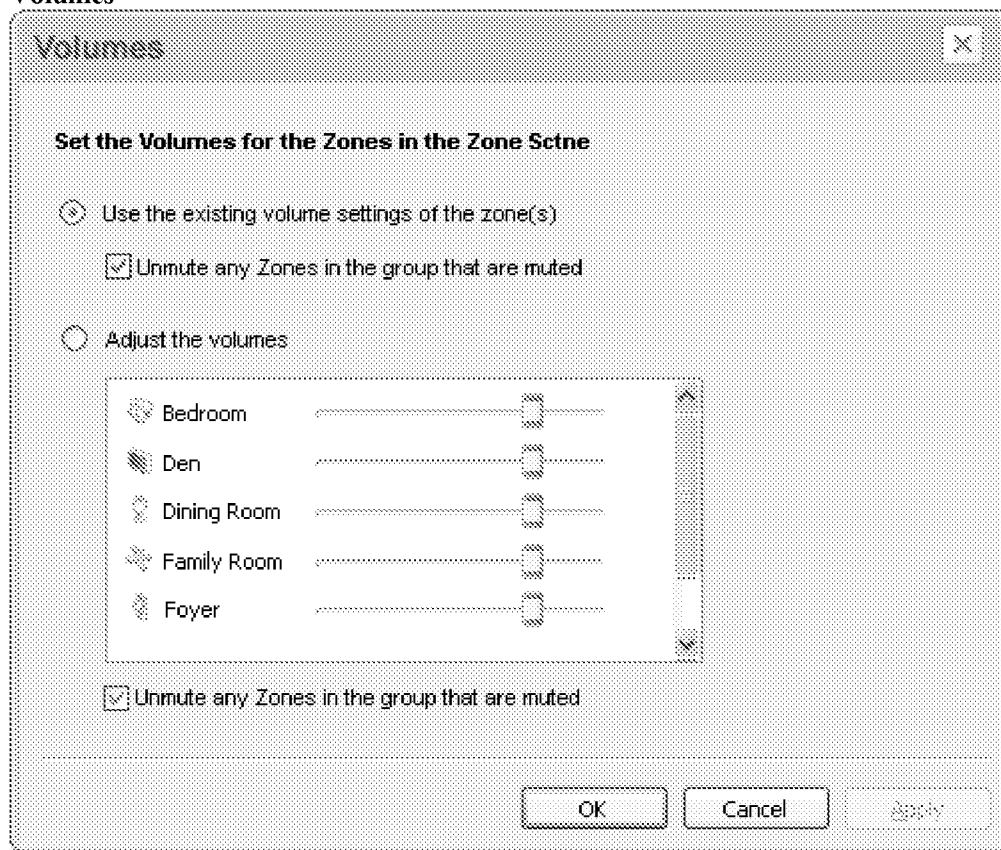 Volumes
Volumes
Set the Volumes for the Zones in the Zone Sctne
Use the existing volume settings of the zone(s)
Unmute any Zones in the group that are muted
Adjust the volumes
Bedroom
Den
Dining Room
Family Room
Foyer
Unmute any Zones in the group that are muted
OK Cancel Apply